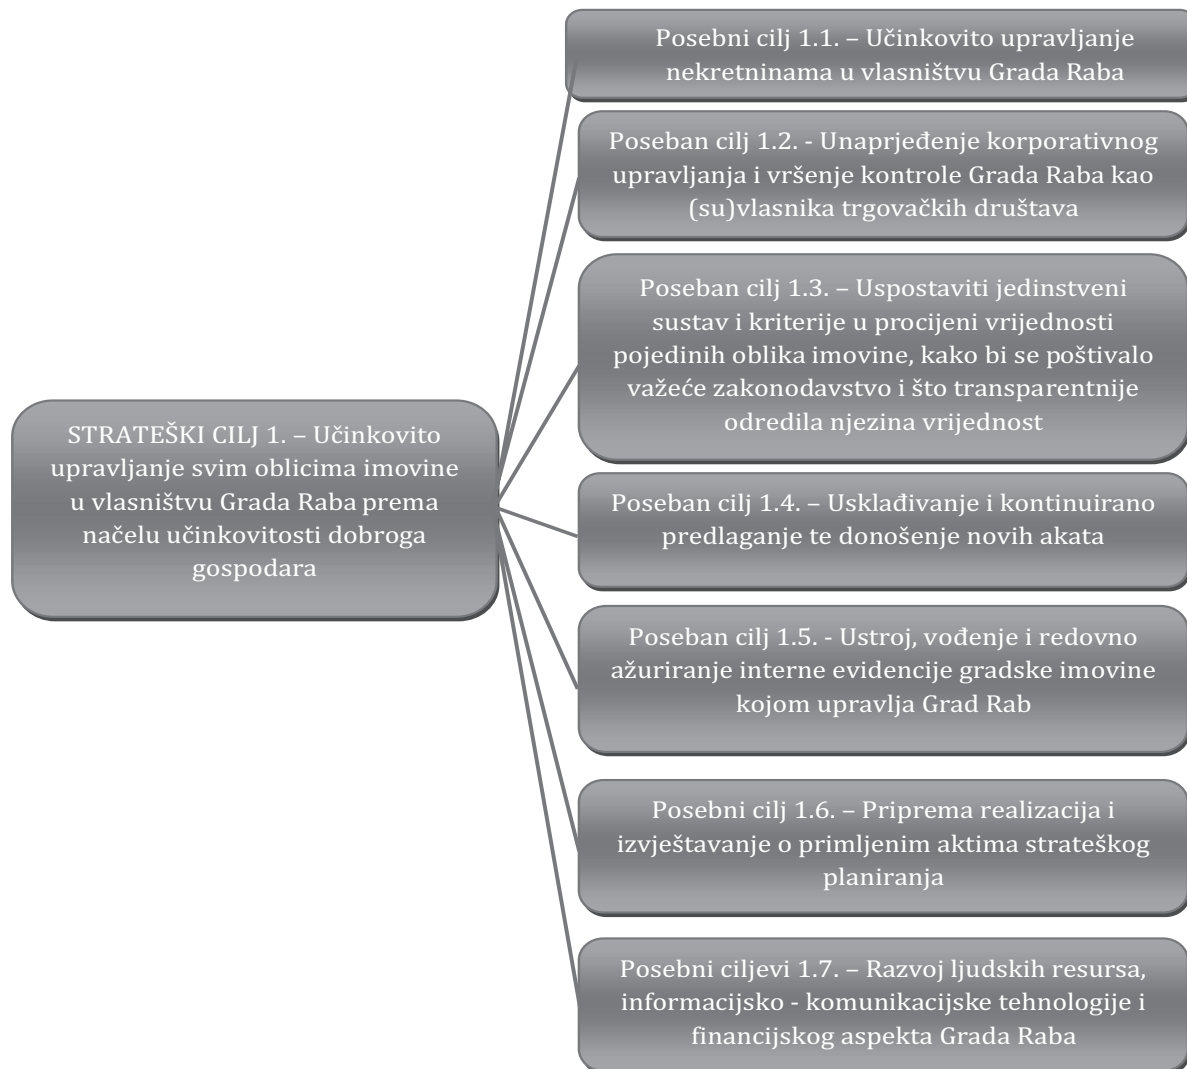 Posebni cilj 1.1. – Učinkovito upravljanje
nekretninama u vlasništvu Grada Raba
Poseban cilj 1.2. - Unaprjeđenje korporativnog
upravljanja i vršenje kontrole Grada Raba kao
(su)vlasnika trgovačkih društava
Poseban cilj 1.3. – Uspostaviti jedinstveni
sustav i kriterije u procijeni vrijednosti
pojedinih oblika imovine, kako bi se poštivalo
važeće zakonodavstvo i što transparentnije
odredila njezina vrijednost
STRATEŠKI CILJ 1. – Učinkovito
upravljanje svim oblicima imovine
u vlasništvu Grada Raba prema
načelu učinkovitosti dobroga
gospodara
Poseban cilj 1.4. – Usklađivanje i kontinuirano
predlaganje te donošenje novih akata
Poseban cilj 1.5. - Ustroj, vođenje i redovno
ažuriranje interne evidencije gradske imovine
kojom upravlja Grad Rab
Posebni cilj 1.6. – Priprema realizacija i
izvještavanje o primljenim aktima strateškog
planiranja
Posebni ciljevi 1.7. – Razvoj ljudskih resursa,
informacijsko - komunikacijske tehnologije i
financijskog aspekta Grada Raba